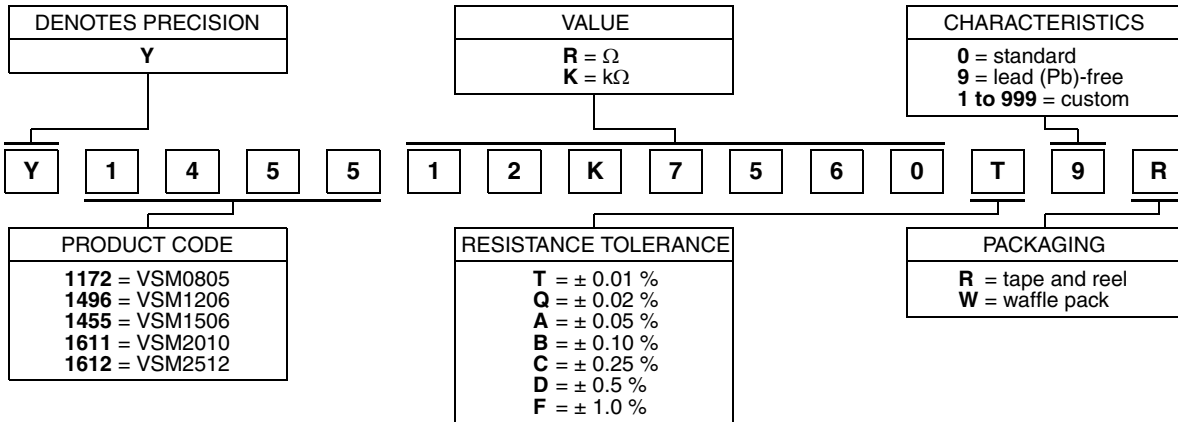 DENOTES PRECISION
Y
VALUE
R = Ω
K = kΩ
CHARACTERISTICS
0 = standard
9 = lead (Pb)-free
1 to 999 = custom
Y 1 4 5 5 1 2 K 7 5 6 0 T 9 R
PRODUCT CODE
1172 = VSM0805
1496 = VSM1206
1455 = VSM1506
1611 = VSM2010
1612 = VSM2512
RESISTANCE TOLERANCE
T = ± 0.01 %
Q = ± 0.02 %
A = ± 0.05 %
B = ± 0.10 %
C = ± 0.25 %
D = ± 0.5 %
F = ± 1.0 %
PACKAGING
R = tape and reel
W = waffle pack